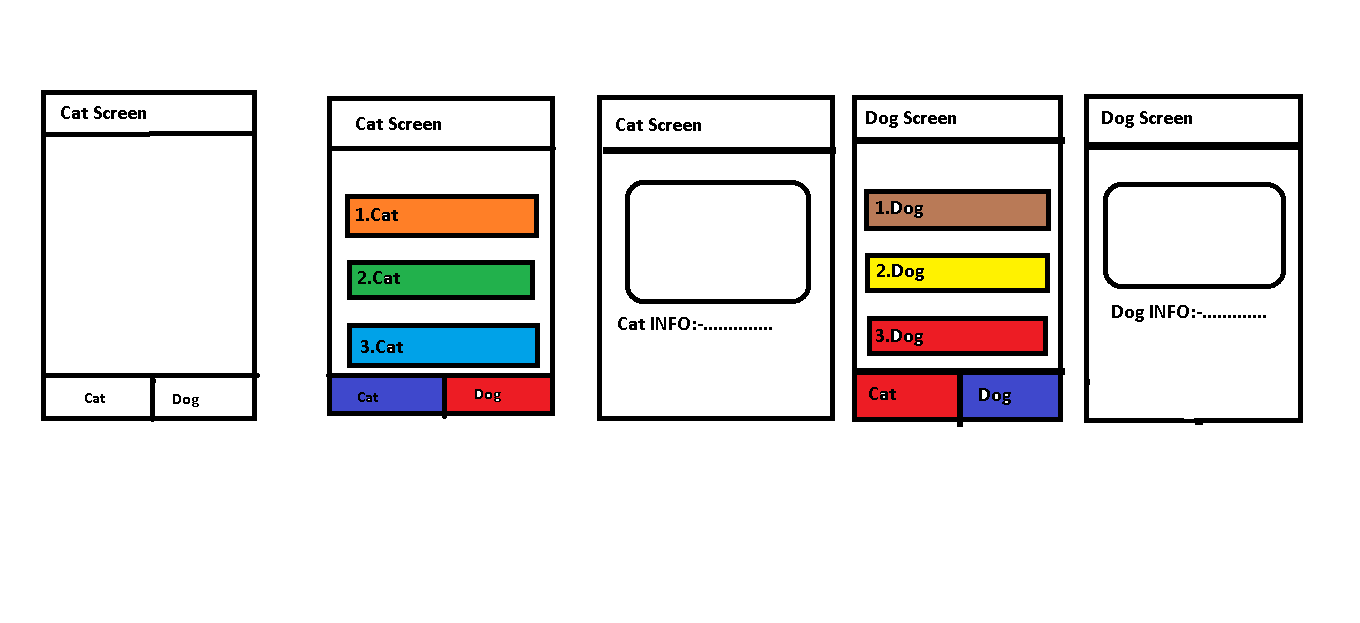 Cat Screen
Cat
Dog
Cat Screen
1.Cat
2.Cat
3.Cat
Cat
Dog
Cat Screen
Cat INFO:-..............
Dog Screen
1.Dog
2.Dog
3.Dog
Cat
Dog
Dog Screen
Dog INFO:-.............